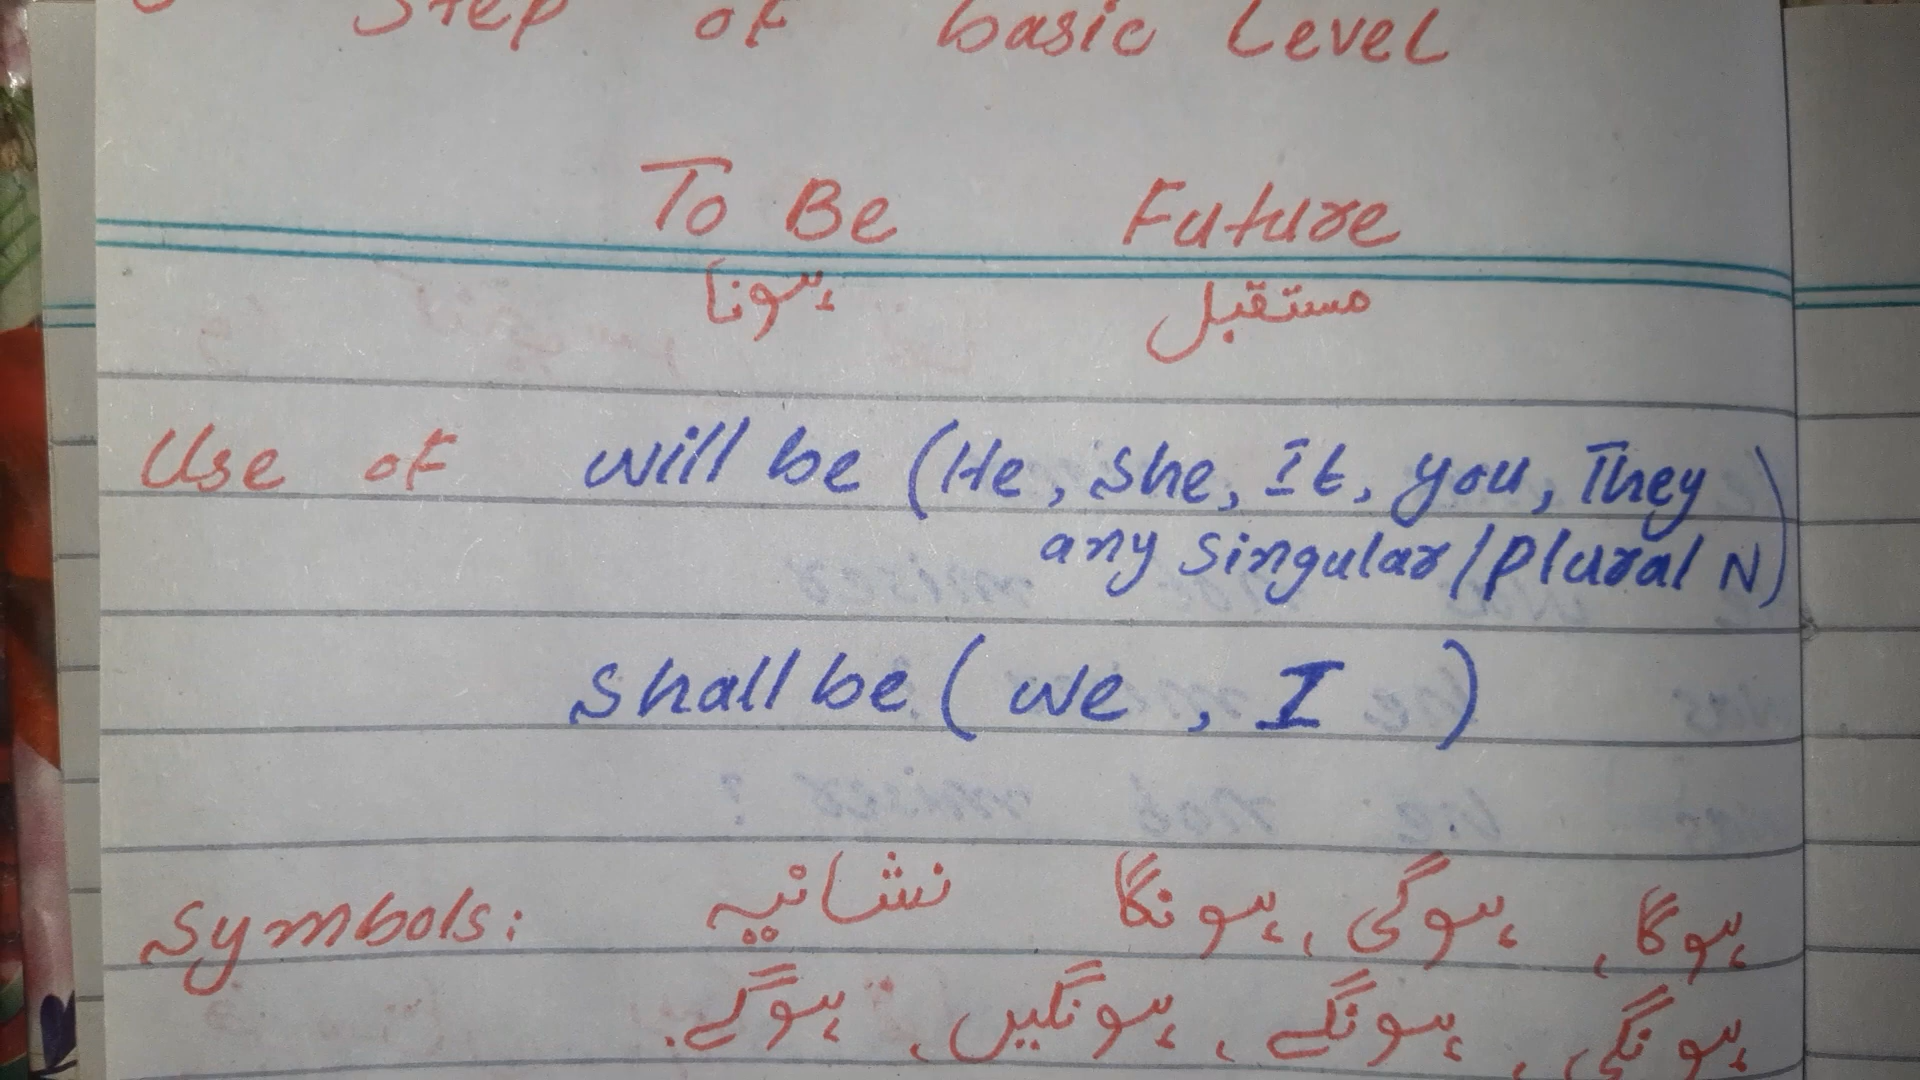 Step of basic Level
To Be Future
ہونا مستقبل
Use of will be (He, She, It, you, They
any singular/plural N)
Shall be ( we , I )
Symbols: نشانیہ ہوگا، ہوگی، ہونگا
ہونگی، ہونگے، ہونگیں، ہوگے۔